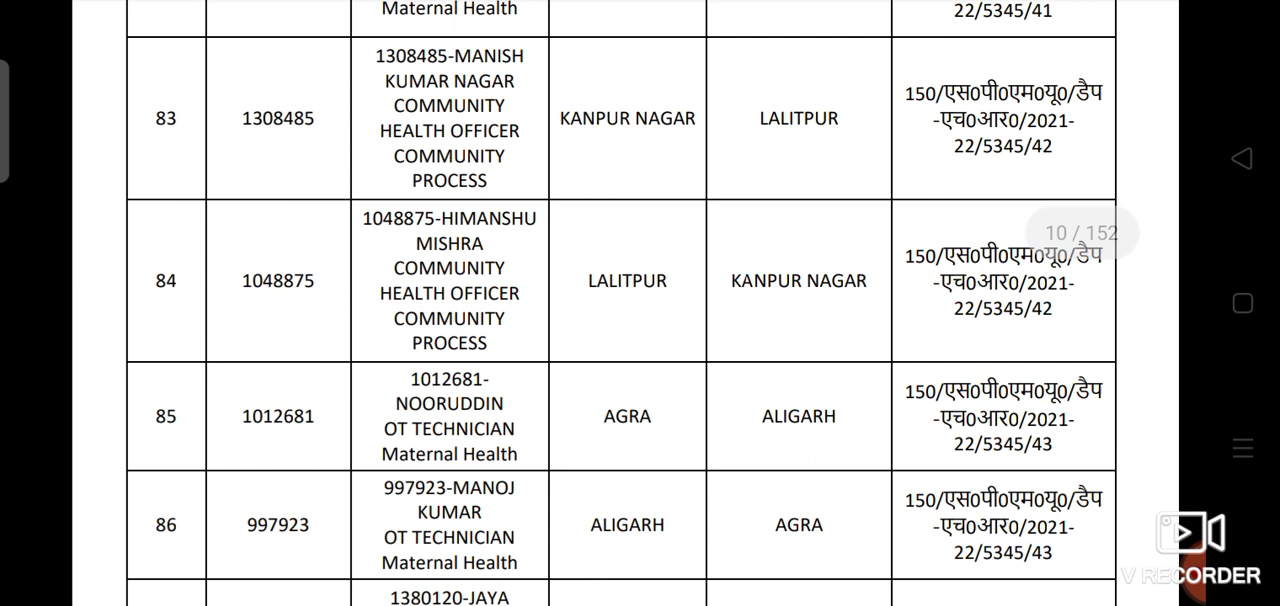 Maternal Health
22/5345/41
83
1308485
1308485-MANISH
KUMAR NAGAR
COMMUNITY
HEALTH OFFICER
COMMUNITY
PROCESS
KANPUR NAGAR
LALITPUR
150/एस0पी0एम0यू0/डैप
-एच0आर0/2021-
22/5345/42
84
1048875
1048875-HIMANSHU
MISHRA
COMMUNITY
HEALTH OFFICER
COMMUNITY
PROCESS
LALITPUR
KANPUR NAGAR
150/एस0पी0एम0यू0/डैप
-एच0आर0/2021-
22/5345/42
10 / 152
85
1012681
1012681-
NOORUDDIN
OT TECHNICIAN
Maternal Health
AGRA
ALIGARH
150/एस0पी0एम0यू0/डैप
-एच0आर0/2021-
22/5345/43
86
997923
997923-MANOJ
KUMAR
OT TECHNICIAN
Maternal Health
ALIGARH
AGRA
150/एस0पी0एम0यू0/डैप
-एच0आर0/2021-
22/5345/43
1380120-JAYA
V RECORDER